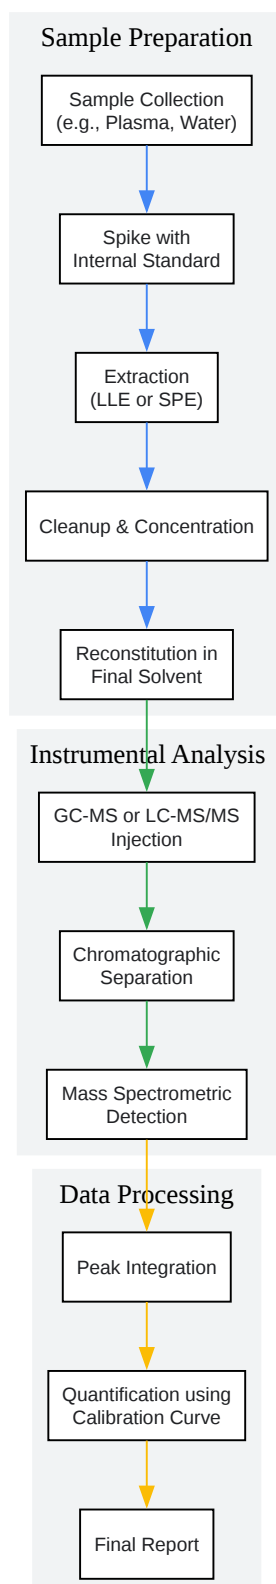 Sample Preparation
Sample Collection
(e.g., Plasma, Water)
Spike with
Internal Standard
Extraction
(LLE or SPE)
Cleanup & Concentration
Reconstitution in
Final Solvent
Instrumental Analysis
GC-MS or LC-MS/MS
Injection
Chromatographic
Separation
Mass Spectrometric
Detection
Data Processing
Peak Integration
Quantification using
Calibration Curve
Final Report